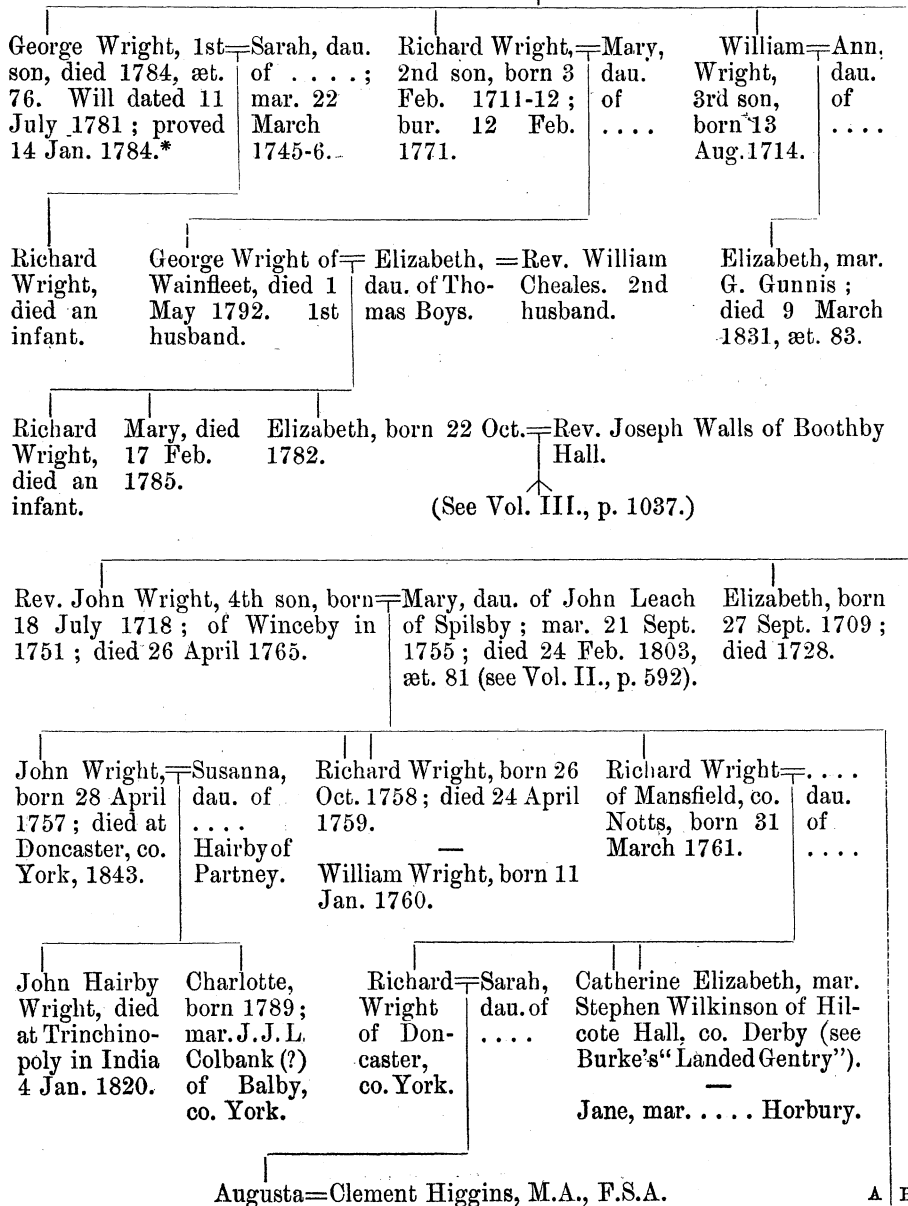 George Wright, 1st
son, died 1784, æt.
76. Will dated 11
July 1781 ; proved
14 Jan. 1784.*
=
Sarah, dau.
of . . . . ;
mar. 22
March
1745-6.
Richard Wright,
2nd son, born 3
Feb. 1711-12 ;
bur. 12 Feb.
1771.
=
Mary,
dau.
of
. . . .
William
Wright,
3rd son,
born 13
Aug. 1714.
=
Ann,
dau.
of
. . . .
Richard
Wright,
died an
infant.
George Wright of
Wainfleet, died 1
May 1792. 1st
husband.
=
Elizabeth,
dau. of Tho-
mas Boys.
=
Rev. William
Cheales. 2nd
husband.
Elizabeth, mar.
G. Gunnis ;
died 9 March
1831, æt. 83.
Richard
Wright,
died an
infant.
Mary, died
17 Feb.
1785.
Elizabeth, born 22 Oct.
1782.
=
Rev. Joseph Walls of Boothby
Hall.
(See Vol. III., p. 1037.)
Rev. John Wright, 4th son, born
18 July 1718 ; of Winceby in
1751 ; died 26 April 1765.
=
Mary, dau. of John Leach
of Spilsby ; mar. 21 Sept.
1755 ; died 24 Feb. 1803,
æt. 81 (see Vol. II., p. 592).
Elizabeth, born
27 Sept. 1709 ;
died 1728.
John Wright,
born 28 April
1757 ; died at
Doncaster, co.
York, 1843.
=
Susanna,
dau. of
. . . .
Hairby of
Partney.
Richard Wright, born 26
Oct. 1758 ; died 24 April
1759.
—
William Wright, born 11
Jan. 1760.
Richard Wright
of Mansfield, co.
Notts, born 31
March 1761.
=
. . . .
dau.
of
. . . .
John Hairby
Wright, died
at Trinchino-
poly in India
4 Jan. 1820.
Charlotte,
born 1789 ;
mar. J. J. L.
Colbank (?)
of Balby,
co. York.
Richard
Wright
of Don-
caster,
co. York.
=
Sarah,
dau. of
. . . .
Catherine Elizabeth, mar.
Stephen Wilkinson of Hil-
cote Hall, co. Derby (see
Burke's "Landed Gentry").
—
Jane, mar. . . . . . Horbury.
Augusta=Clement Higgins, M.A., F.S.A.
A